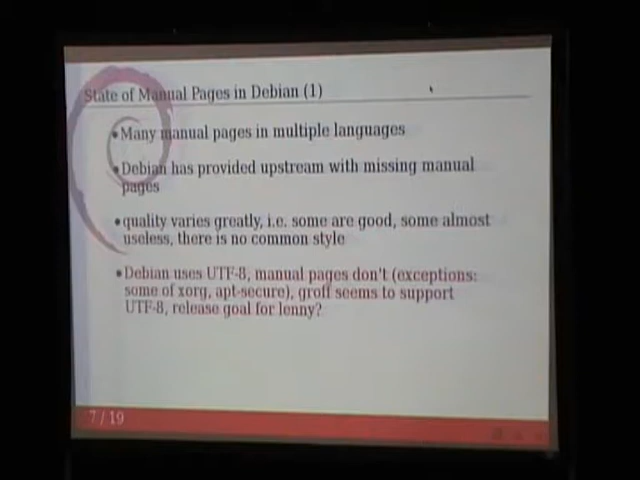 State of Manual Pages in Debian (1)
•Many manual pages in multiple languages
•Debian has provided upstream with missing manual
pages
•quality varies greatly, i.e. some are good, some almost
useless, there is no common style
•Debian uses UTF-8, manual pages don't (exceptions:
some of xorg, apt-secure), groff seems to support
UTF-8, release goal for lenny?
7 / 19